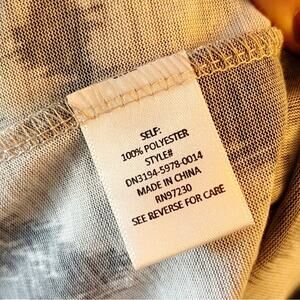 SELF:
100% POLYESTER
STYLE#
DN3194-5978-0014
MADE IN CHINA
RN97230
SEE REVERSE FOR CARE